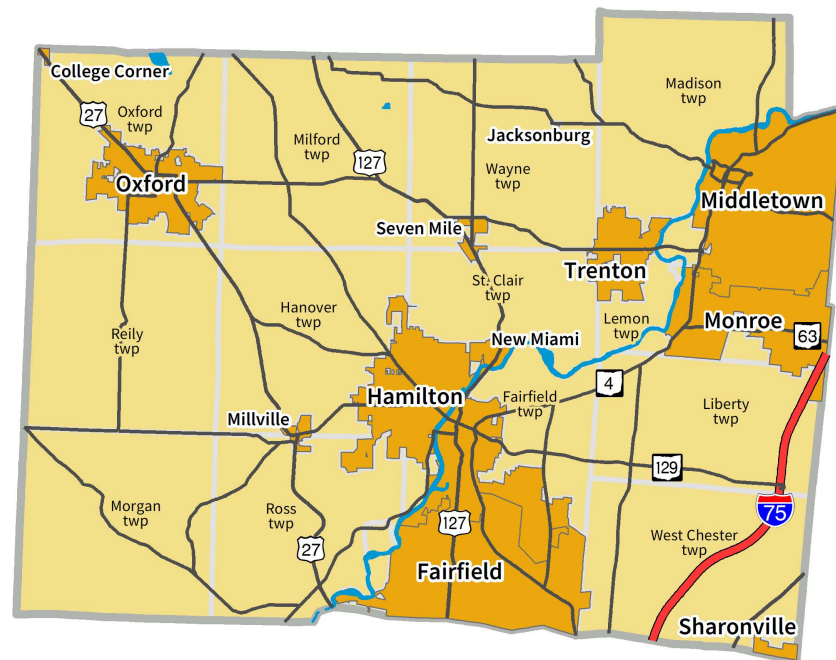 College Corner
Madison
twp
27
Oxford
twp
Milford
twp
Jacksonburg
127
Wayne
twp
Oxford
Middletown
Seven Mile
Trenton
St. Clair
twp
Hanover
twp
Lemon
twp
Monroe
63
Reily
twp
New Miami
4
Hamilton
Fairfield
twp
Liberty
twp
Millville
129
Morgan
twp
Ross
twp
75
127
27
West Chester
twp
Fairfield
Sharonville